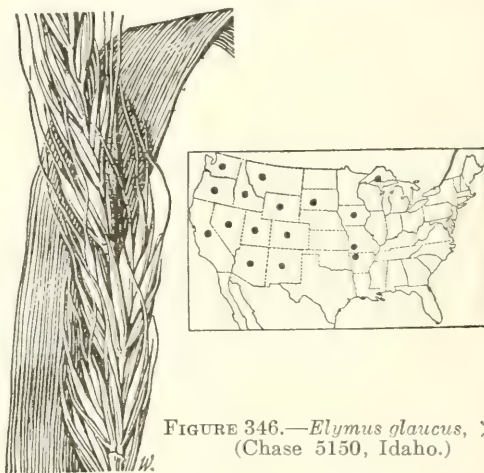 W.
FIGURE 346.—Elymus glaucus, ×
(Chase 5150, Idaho.)